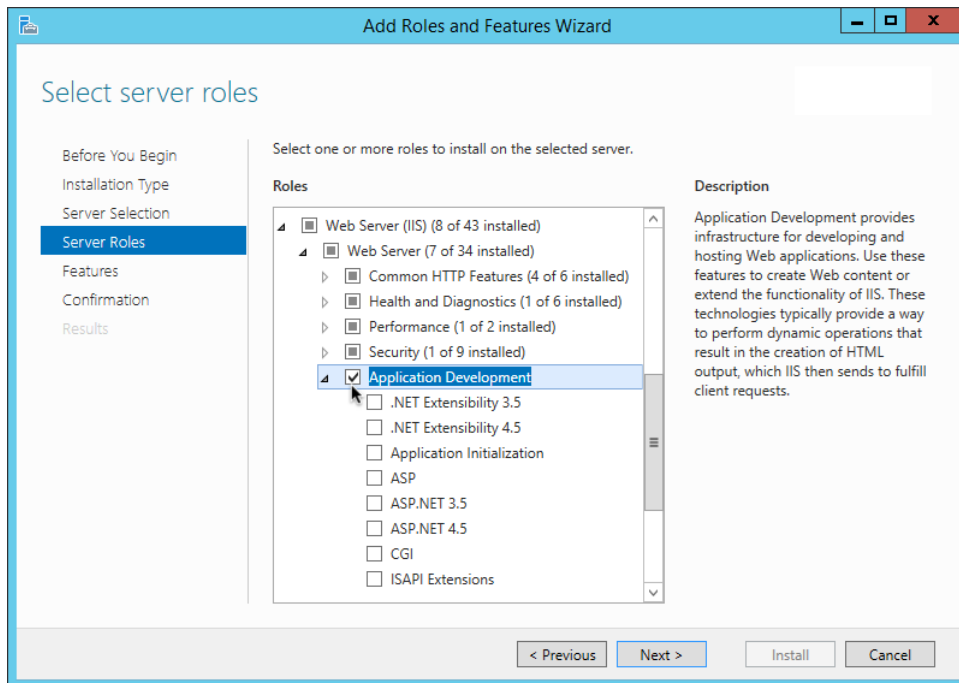 Add Roles and Features Wizard
Select server roles
Before You Begin
Installation Type
Server Selection
Server Roles
Features
Confirmation
Results
Select one or more roles to install on the selected server.
Roles
Web Server (IIS) (8 of 43 installed)
Web Server (7 of 34 installed)
Common HTTP Features (4 of 6 installed)
Health and Diagnostics (1 of 6 installed)
Performance (1 of 2 installed)
Security (1 of 9 installed)
Application Development
.NET Extensibility 3.5
.NET Extensibility 4.5
Application Initialization
ASP
ASP.NET 3.5
ASP.NET 4.5
CGI
ISAPI Extensions
Description
Application Development provides
infrastructure for developing and
hosting Web applications. Use these
features to create Web content or
extend the functionality of IIS. These
technologies typically provide a way
to perform dynamic operations that
result in the creation of HTML
output, which IIS then sends to fulfill
client requests.
< Previous
Next >
Install
Cancel